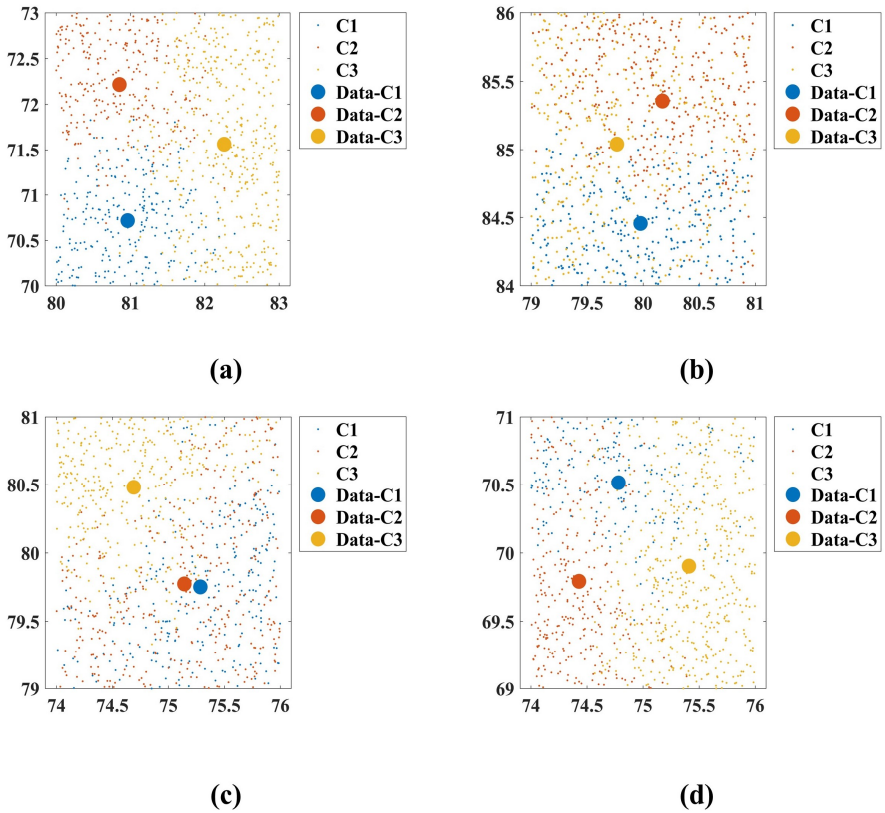 73
72.5
72
71.5
71
70.5
70
80 81 82 83
C1
C2
C3
Data-C1
Data-C2
Data-C3
(a)
86
85.5
85
84.5
84
79 79.5 80 80.5 81
C1
C2
C3
Data-C1
Data-C2
Data-C3
(b)
81
80.5
80
79.5
79
74 74.5 75 75.5 76
C1
C2
C3
Data-C1
Data-C2
Data-C3
(c)
71
70.5
70
69.5
69
74 74.5 75 75.5 76
C1
C2
C3
Data-C1
Data-C2
Data-C3
(d)